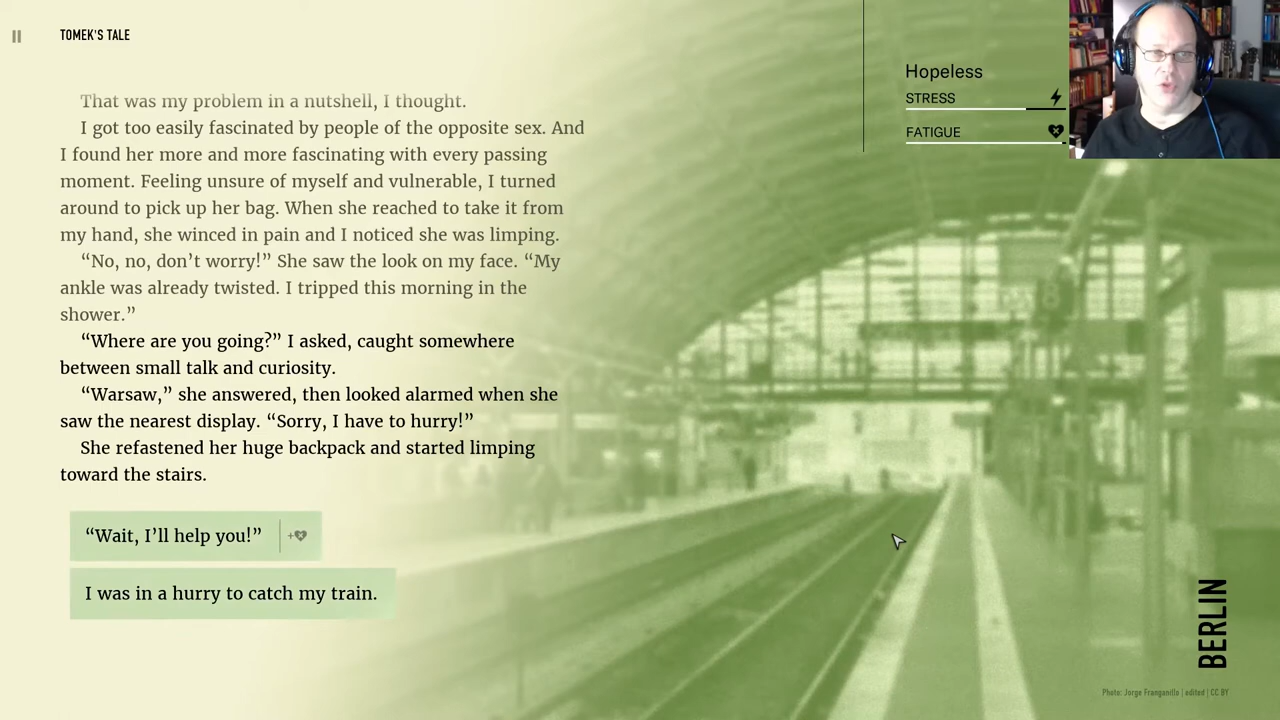 TOMEK'S TALE
That was my problem in a nutshell, I thought.
I got too easily fascinated by people of the opposite sex. And
I found her more and more fascinating with every passing
moment. Feeling unsure of myself and vulnerable, I turned
around to pick up her bag. When she reached to take it from
my hand, she winced in pain and I noticed she was limping.
“No, no, don’t worry!” She saw the look on my face. “My
ankle was already twisted. I tripped this morning in the
shower.”
“Where are you going?” I asked, caught somewhere
between small talk and curiosity.
“Warsaw,” she answered, then looked alarmed when she
saw the nearest display. “Sorry, I have to hurry!”
She refastened her huge backpack and started limping
toward the stairs.
“Wait, I’ll help you!” +
I was in a hurry to catch my train.
Hopeless
STRESS
FATIGUE
BERLIN
Photo: Jorge Franganillo | edited | CC BY